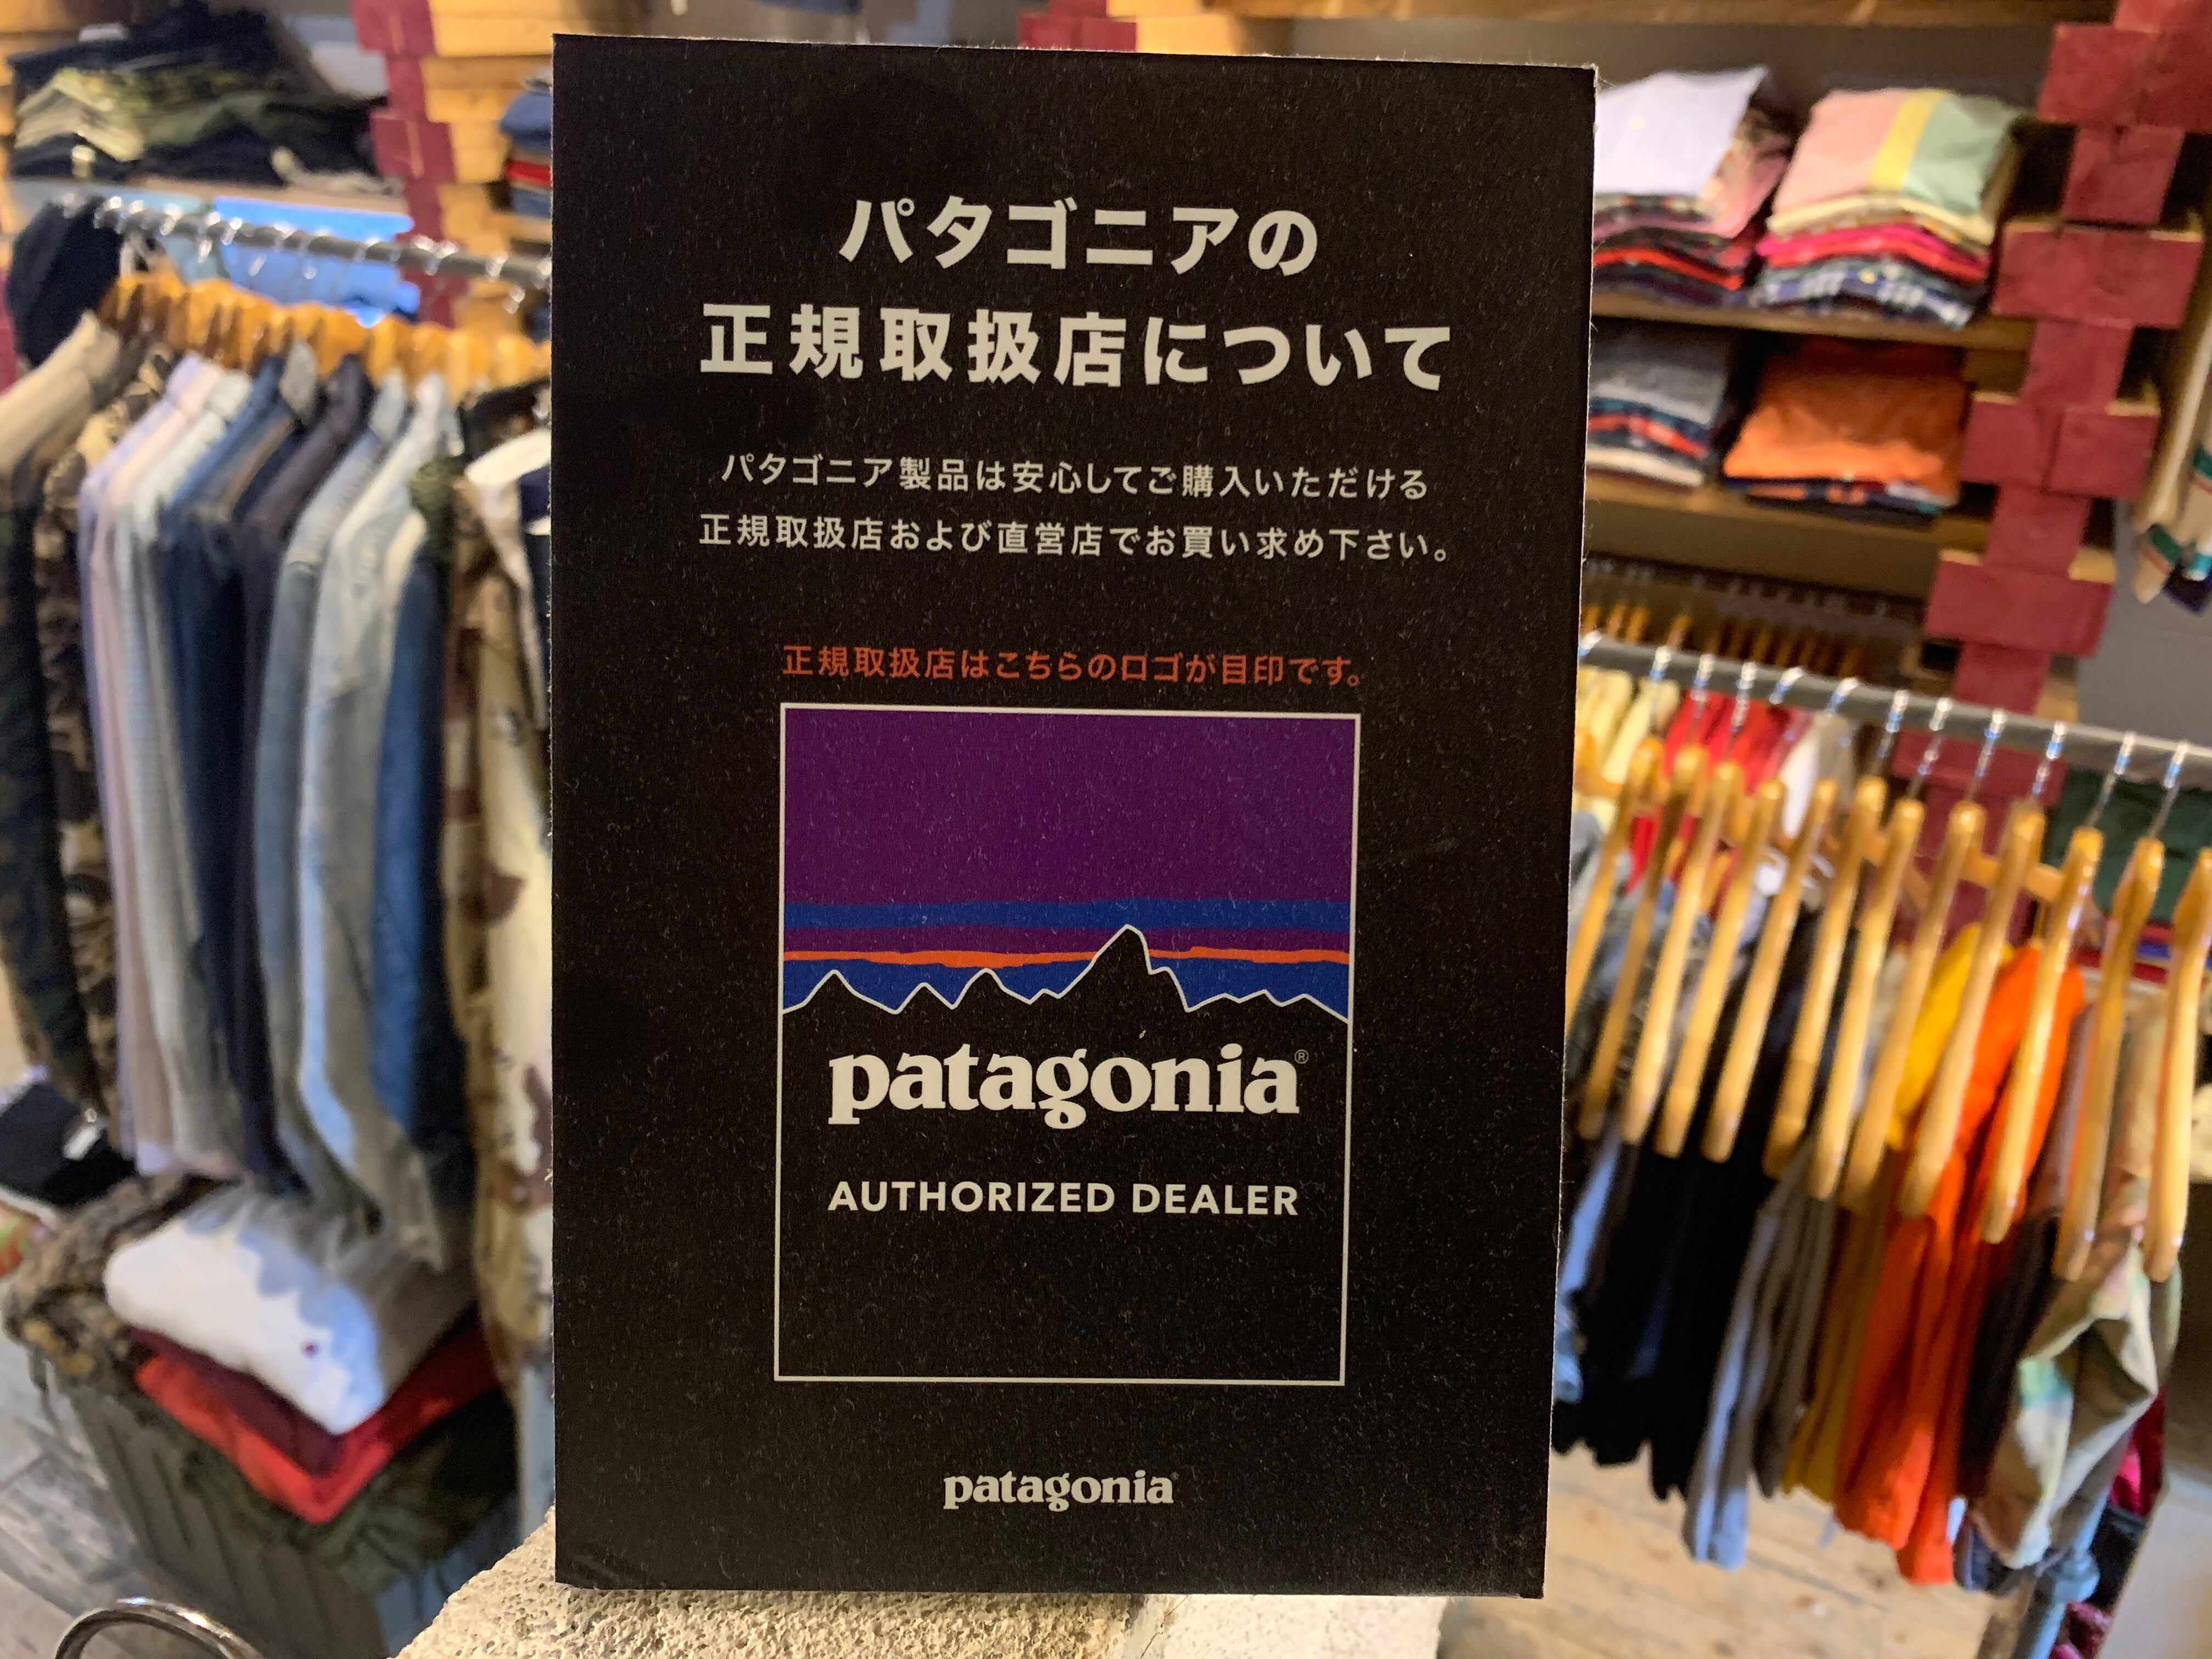 パタゴニアの
正規取扱店について
パタゴニア製品は安心してご購入いただける
正規取扱店および直営店でお買い求め下さい。
正規取扱店はこちらのロゴが目印です。
patagonia®
AUTHORIZED DEALER
patagonia®